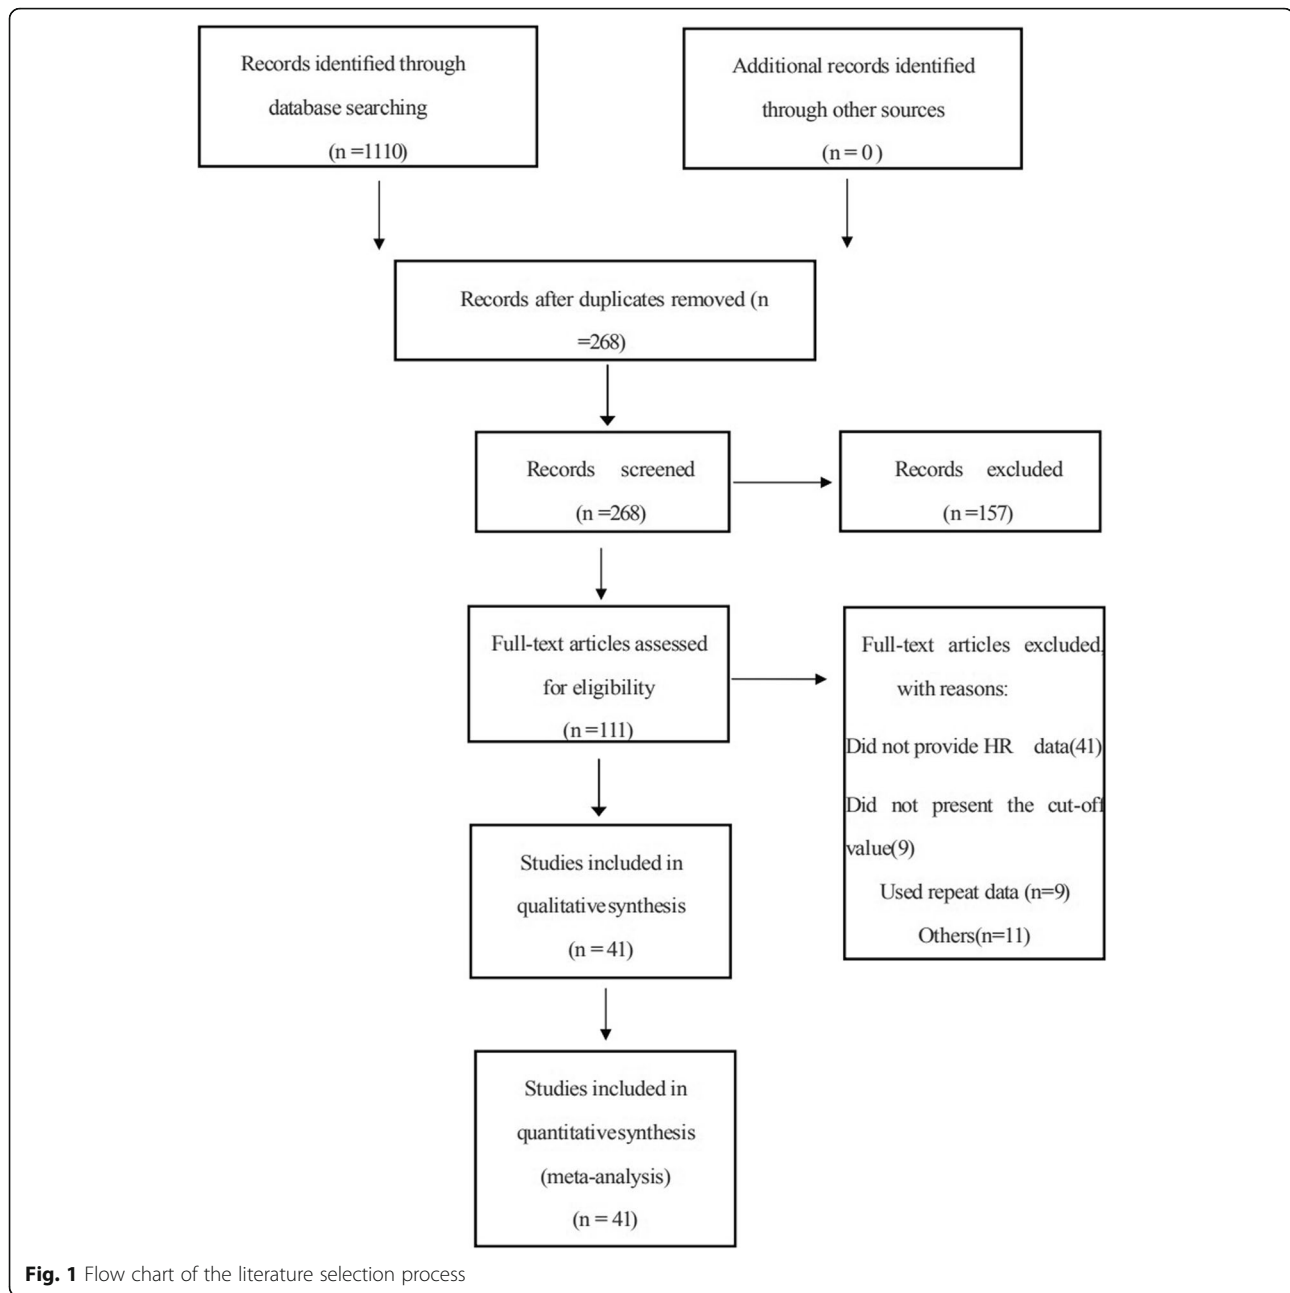 Records identified through
database searching
(n =1110)
Additional records identified
through other sources
(n = 0 )
Records after duplicates removed (n
=268)
Records screened
(n =268)
Records excluded
(n =157)
Full-text articles assessed
for eligibility
(n =111)
Full-text articles excluded,
with reasons:
Did not provide HR data(41)
Did not present the cut-off
value(9)
Used repeat data (n=9)
Others(n=11)
Studies included in
qualitative synthesis
(n = 41)
Studies included in
quantitative synthesis
(meta-analysis)
(n = 41)
Fig. 1 Flow chart of the literature selection process